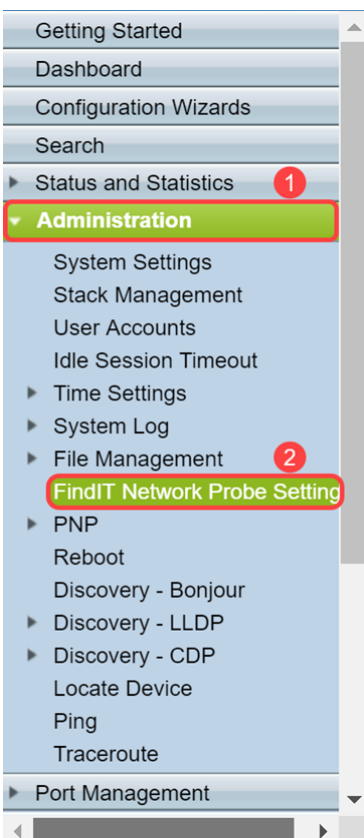 Getting Started
Dashboard
Configuration Wizards
Search
Status and Statistics 1
Administration
System Settings
Stack Management
User Accounts
Idle Session Timeout
Time Settings
System Log
File Management 2
FindIT Network Probe Setting
PNP
Reboot
Discovery - Bonjour
Discovery - LLDP
Discovery - CDP
Locate Device
Ping
Traceroute
Port Management